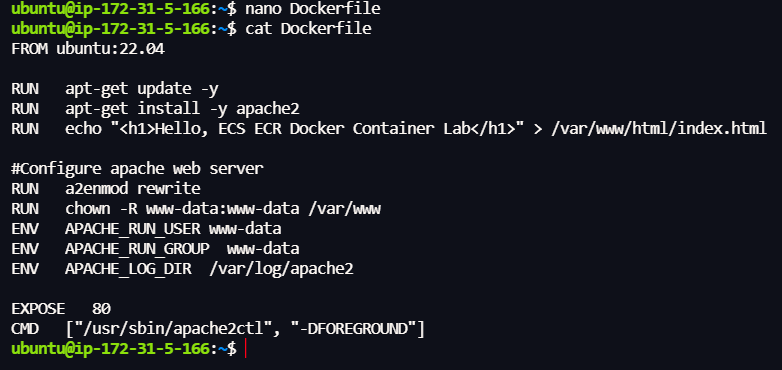 ubuntu@ip-172-31-5-166:~$ nano Dockerfile
ubuntu@ip-172-31-5-166:~$ cat Dockerfile
FROM ubuntu:22.04
RUN   apt-get update -y
RUN   apt-get install -y apache2
RUN   echo "<h1>Hello, ECS ECR Docker Container Lab</h1>" > /var/www/html/index.html
#Configure apache web server
RUN   a2enmod rewrite
RUN   chown -R www-data:www-data /var/www
ENV   APACHE_RUN_USER www-data
ENV   APACHE_RUN_GROUP  www-data
ENV   APACHE_LOG_DIR  /var/log/apache2
EXPOSE   80
CMD   ["/usr/sbin/apache2ctl", "-DFOREGROUND"]
ubuntu@ip-172-31-5-166:~$